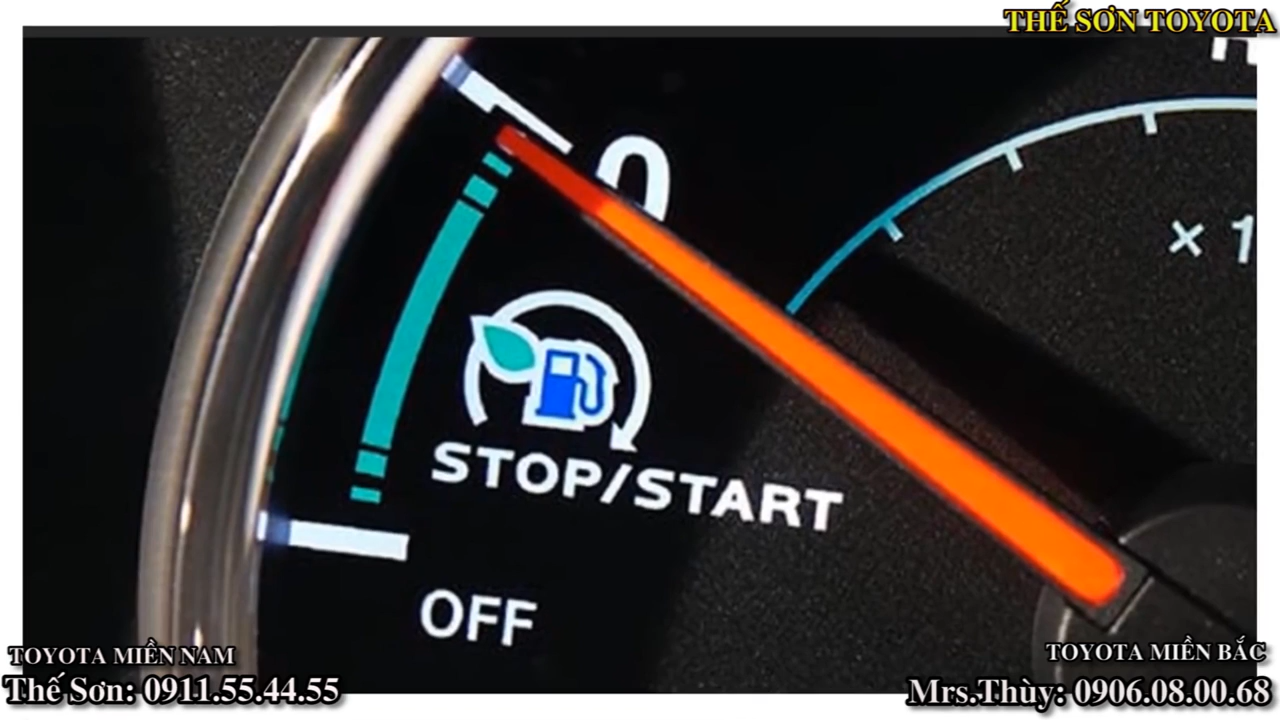 THẾ SƠN TOYOTA
0
× 1
STOP/START
OFF
TOYOTA MIỀN NAM
Thế Sơn: 0911.55.44.55
TOYOTA MIỀN BẮC
Mrs.Thùy: 0906.08.00.68